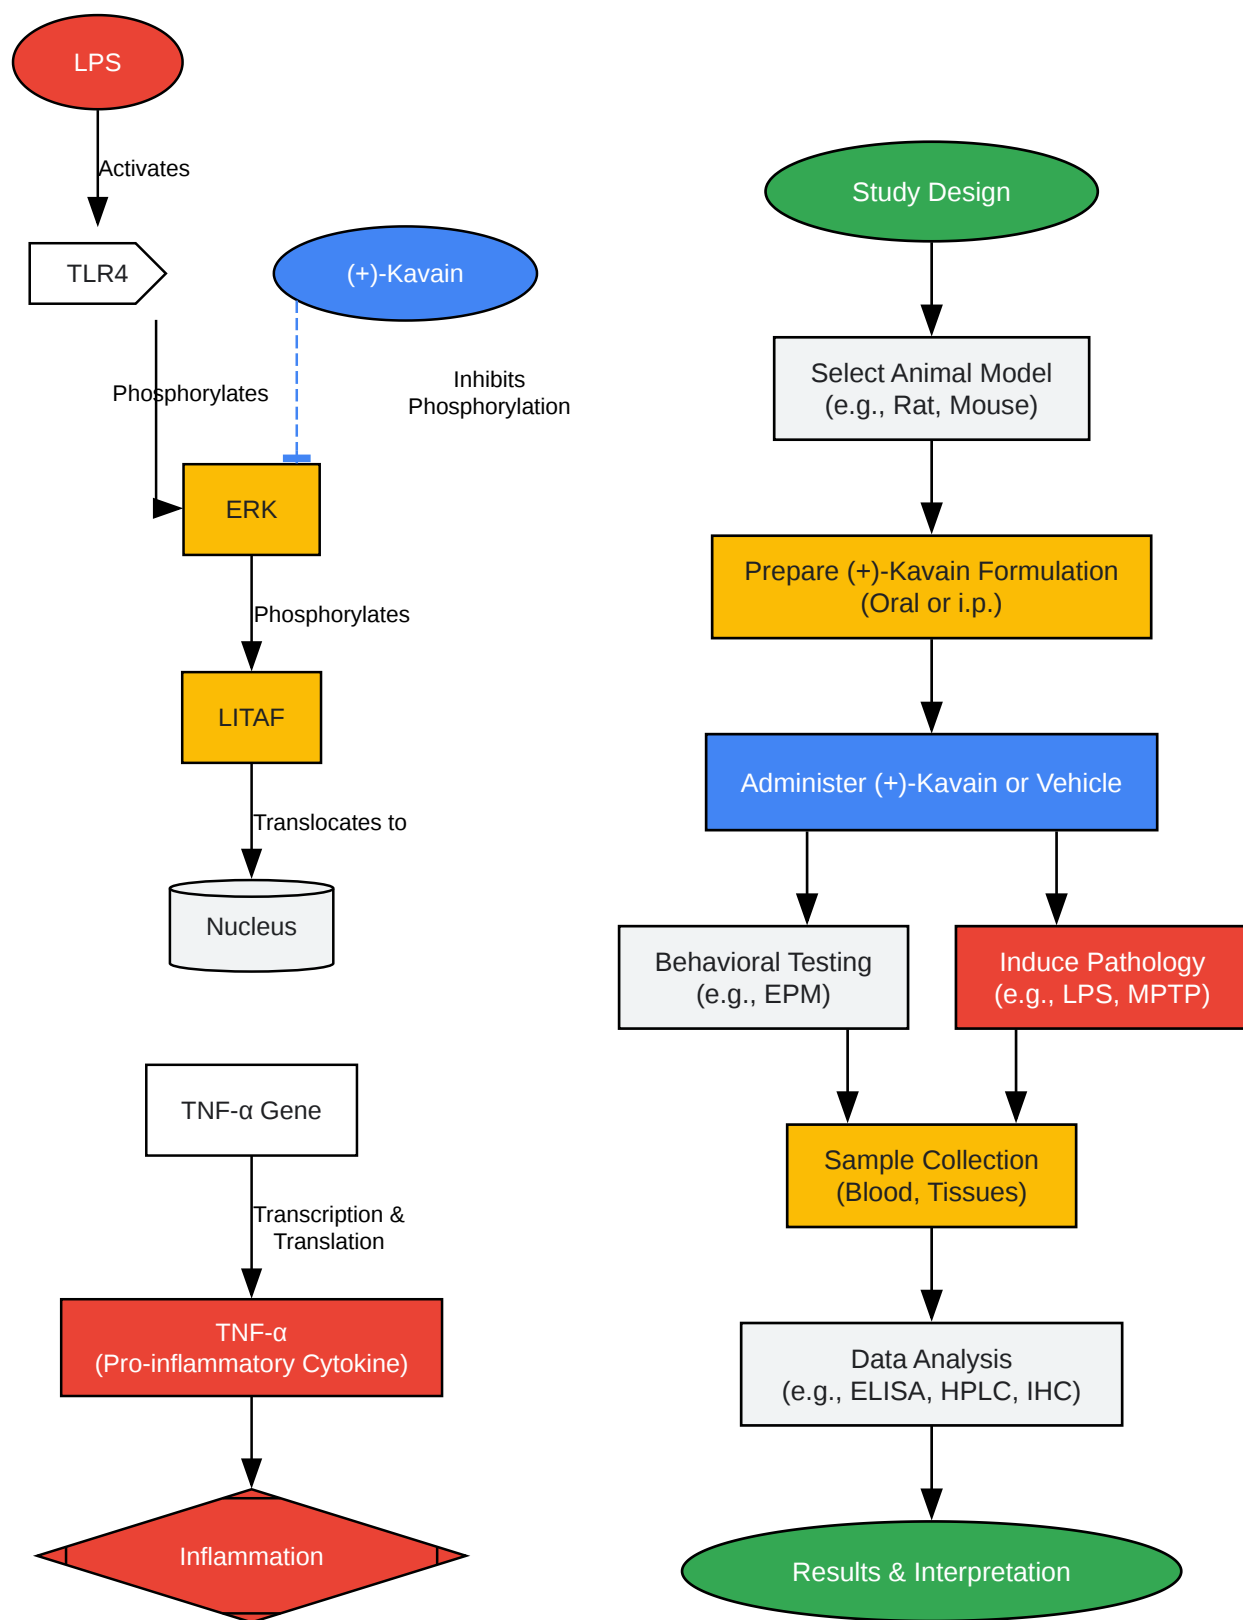 LPS
Activates
TLR4
(+)-Kavain
Phosphorylates
Inhibits
Phosphorylation
ERK
Phosphorylates
LITAF
Translocates to
Nucleus
TNF-α Gene
Transcription &
Translation
TNF-α
(Pro-inflammatory Cytokine)
Inflammation
Study Design
Select Animal Model
(e.g., Rat, Mouse)
Prepare (+)-Kavain Formulation
(Oral or i.p.)
Administer (+)-Kavain or Vehicle
Behavioral Testing
(e.g., EPM)
Induce Pathology
(e.g., LPS, MPTP)
Sample Collection
(Blood, Tissues)
Data Analysis
(e.g., ELISA, HPLC, IHC)
Results & Interpretation